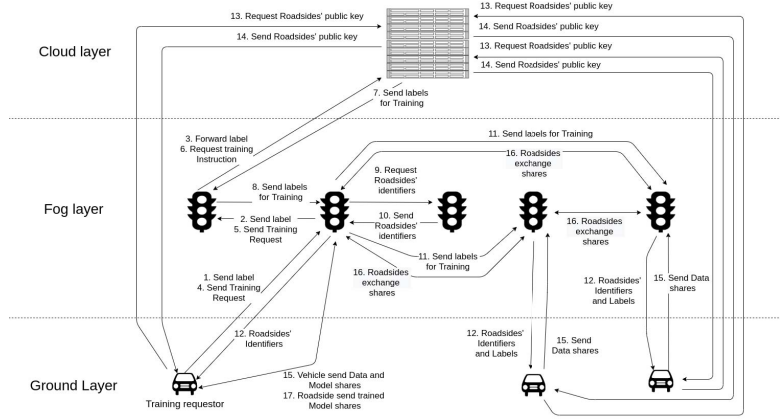 13. Request Roadsides' public key
13. Request Roadsides' public key
14. Send Roadsides' public key
14. Send Roadsides' public key
13. Request Roadsides' public key
14. Send Roadsides' public key
Cloud layer
7. Send labels
for Training
3. Forward label
6. Request training
Instruction
11. Send labels for Training
16. Roadsides
exchange
shares
9. Request
Roadsides'
identifiers
8. Send labels
for Training
Fog layer
2. Send label
5. Send Training
Request
10. Send
Roadsides'
identifiers
16. Roadsides
exchange
shares
11. Send labels
for Training
16. Roadsides
exchange
shares
1. Send label
4. Send Training
Request
12. Roadsides'
Identifiers
and Labels
15. Send Data
shares
12. Roadsides'
Identifiers
12. Roadsides'
Identifiers
and Labels
15. Send
Data shares
Ground Layer
15. Vehicle send Data and
Model shares
17. Roadside send trained
Model shares
Training requestor